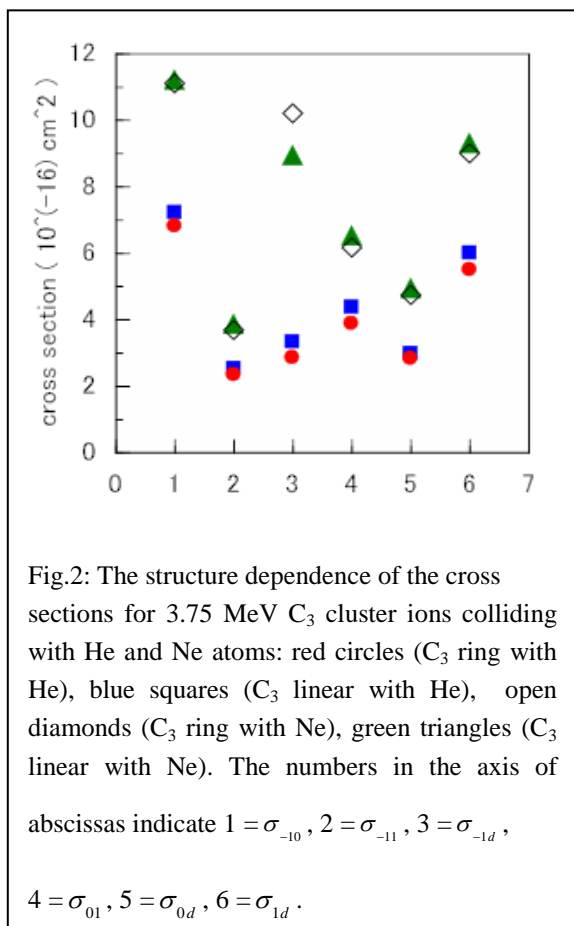 12
10
8
6
4
2
0
cross section ( 10^(-16) cm^2 )
0 1 2 3 4 5 6 7
Fig.2: The structure dependence of the cross
sections for 3.75 MeV C₃ cluster ions colliding
with He and Ne atoms: red circles (C₃ ring with
He), blue squares (C₃ linear with He), open
diamonds (C₃ ring with Ne), green triangles (C₃
linear with Ne). The numbers in the axis of
abscissas indicate 1 = σ₋₁₀ , 2 = σ₋₁₁ , 3 = σ₋₁d ,
4 = σ₀₁ , 5 = σ₀d , 6 = σ₁d .